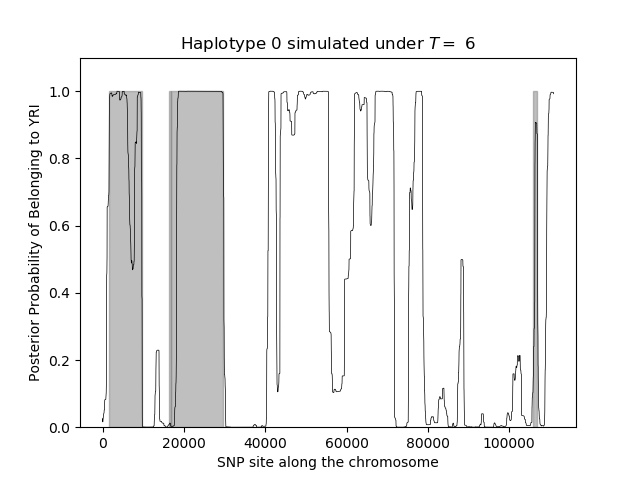 Haplotype 0 simulated under T = 6
Posterior Probability of Belonging to YRI
1.0
0.8
0.6
0.4
0.2
0.0
0 20000 40000 60000 80000 100000
SNP site along the chromosome